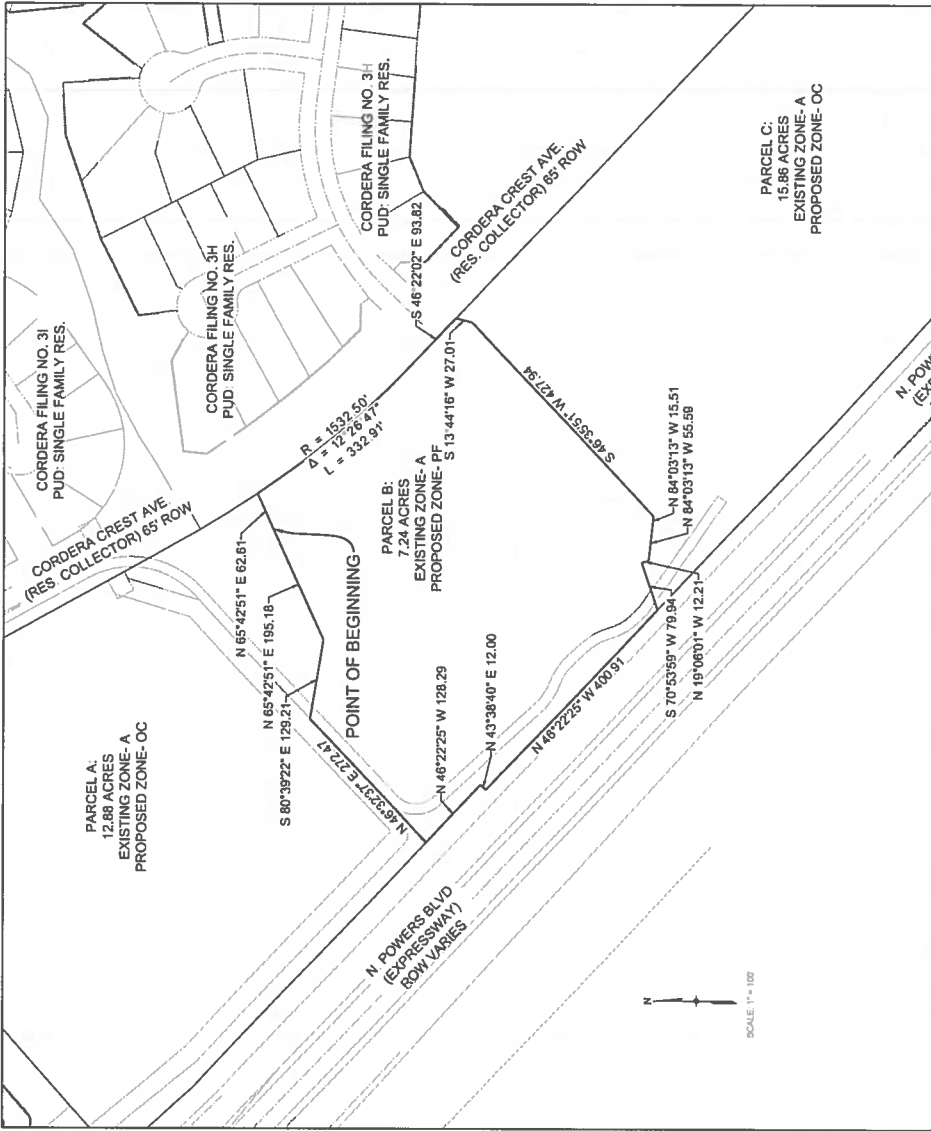 CORDERA FILING NO. 3I
PUD: SINGLE FAMILY RES.
CORDERA FILING NO. 3H
PUD: SINGLE FAMILY RES.
CORDERA FILING NO. 3H
PUD: SINGLE FAMILY RES.
CORDERA CREST AVE.
(RES. COLLECTOR) 65' ROW
CORDERA CREST AVE.
(RES. COLLECTOR) 65' ROW
PARCEL A:
12.88 ACRES
EXISTING ZONE- A
PROPOSED ZONE- OC
N 65°42'51" E 62.61
N 65°42'51" E 195.18
S 80°39'22" E 129.21
POINT OF BEGINNING
N 46°32'37" E 272.47
R = 1532.50'
Δ = 12°26'47"
L = 332.91'
S 46°22'02" E 93.82
S 13°44'16" W 27.01
PARCEL B:
7.24 ACRES
EXISTING ZONE- A
PROPOSED ZONE- PF
S 46°35'51" W 427.94
N 84°03'13" W 15.51
N 84°03'13" W 55.59
N 46°22'25" W 128.29
N 43°38'40" E 12.00
N 46°22'25" W 400.91
S 70°53'59" W 79.94
N 19°06'01" W 12.21
PARCEL C:
15.86 ACRES
EXISTING ZONE- A
PROPOSED ZONE- OC
N. POWERS BLVD
(EXPRESSWAY)
ROW VARIES
N. POW
(EX
N
SCALE: 1" = 100'